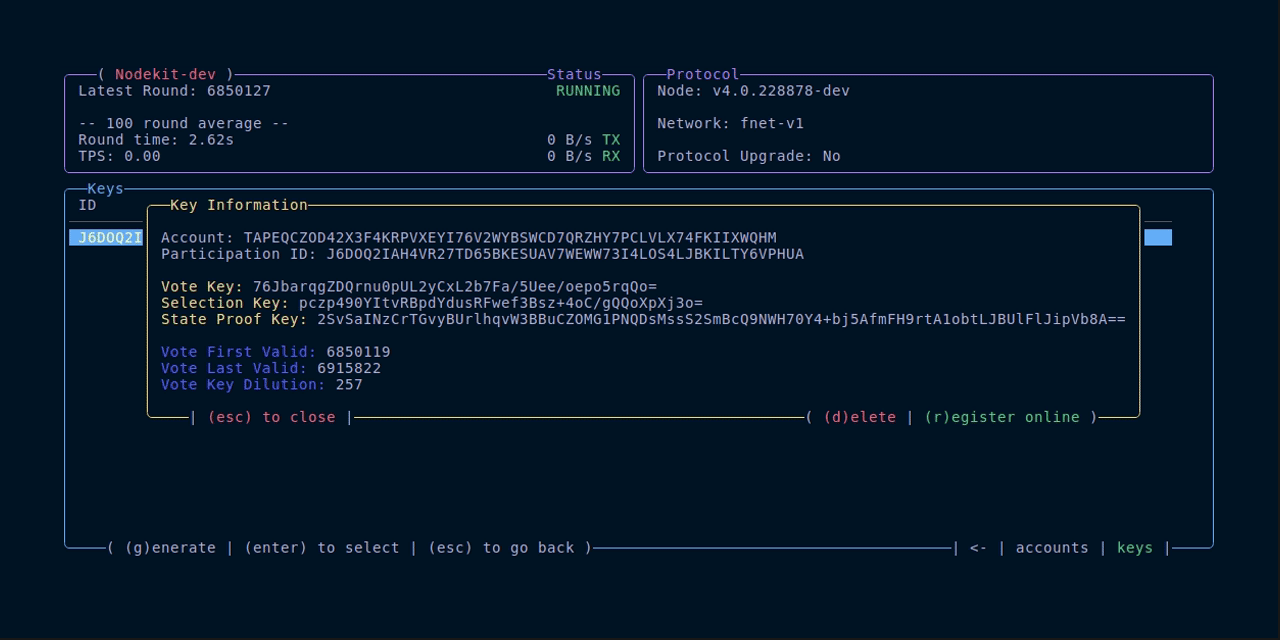 ( Nodekit-dev ) Status
Latest Round: 6850127 RUNNING
-- 100 round average --
Round time: 2.62s 0 B/s TX
TPS: 0.00 0 B/s RX
Protocol
Node: v4.0.228878-dev
Network: fnet-v1
Protocol Upgrade: No
Keys
ID
J6DOQ2I
Key Information
Account: TAPEQCZOD42X3F4KRPVXEYI76V2WYBSWCD7QRZHY7PCLVLX74FKIIXWQHM
Participation ID: J6DOQ2IAH4VR27TD65BKESUAV7WEWW73I4LOS4LJBKILTY6VPHUA
Vote Key: 76JbarqgZDQrnu0pUL2yCxL2b7Fa/5Uee/oepo5rqQo=
Selection Key: pczp490YItvRBpdYdusRFwef3Bsz+4oC/gQQoXpXj3o=
State Proof Key: 2SvSaINzCrTGvyBUrlhqvW3BBuCZOMG1PNQDsMssS2SmBcQ9NWH70Y4+bj5AfmFH9rtA1obtLJBUlFlJipVb8A==
Vote First Valid: 6850119
Vote Last Valid: 6915822
Vote Key Dilution: 257
| (esc) to close | ( (d)elete | (r)egister online )
( (g)enerate | (enter) to select | (esc) to go back ) | <- | accounts | keys |